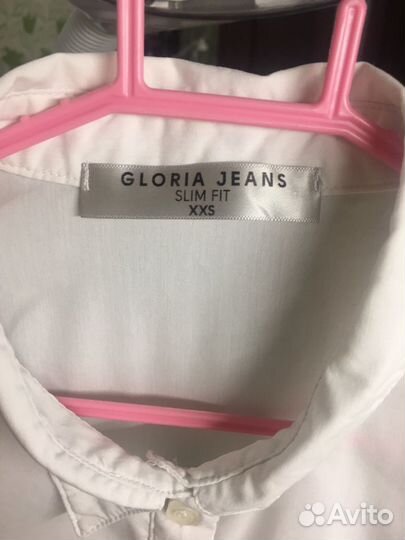 GLORIA JEANS
SLIM FIT
XXS
Avito